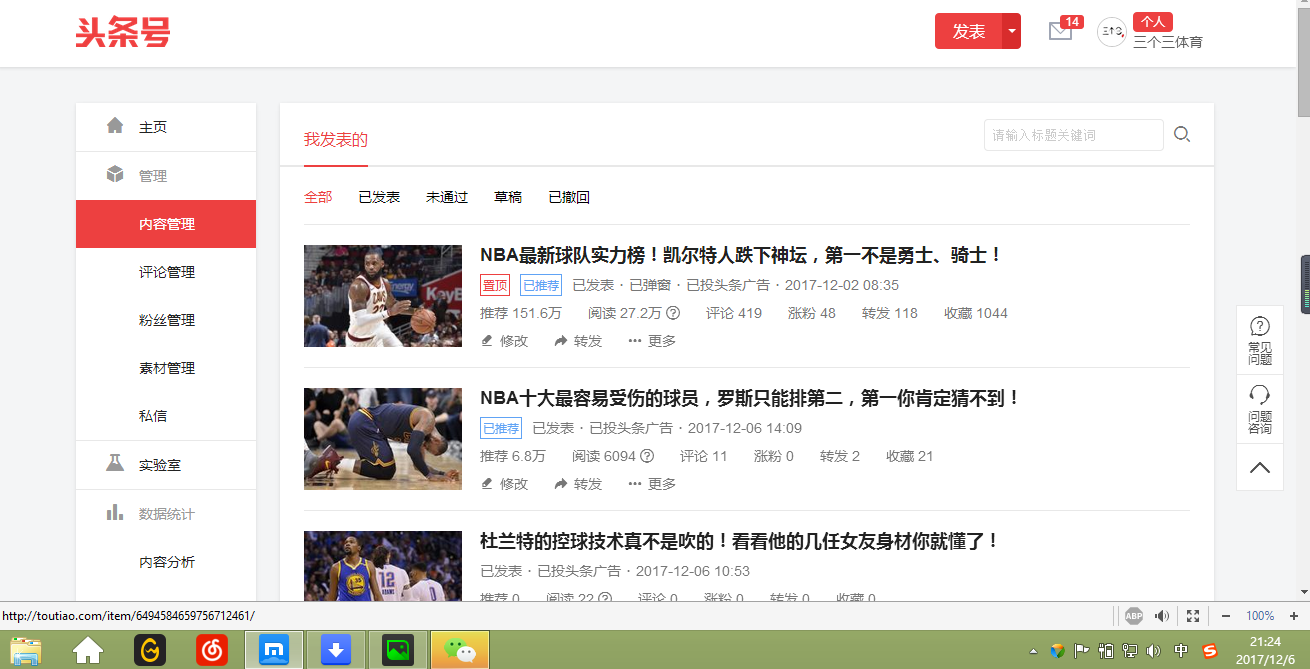 头条号
发表
14
个人
三个三体育
主页
管理
内容管理
评论管理
粉丝管理
素材管理
私信
实验室
数据统计
内容分析
我发表的
请输入标题关键词
全部 已发表 未通过 草稿 已撤回
NBA最新球队实力榜！凯尔特人跌下神坛，第一不是勇士、骑士！
置顶 已推荐 已发表 · 已弹窗 · 已投头条广告 · 2017-12-02 08:35
推荐 151.6万 阅读 27.2万 ? 评论 419 涨粉 48 转发 118 收藏 1044
修改 转发 ··· 更多
NBA十大最容易受伤的球员，罗斯只能排第二，第一你肯定猜不到！
已推荐 已发表 · 已投头条广告 · 2017-12-06 14:09
推荐 6.8万 阅读 6094 ? 评论 11 涨粉 0 转发 2 收藏 21
修改 转发 ··· 更多
杜兰特的控球技术真不是吹的！看看他的几任女友身材你就懂了！
已发表 · 已投头条广告 · 2017-12-06 10:53
推荐 0 阅读 22 ? 评论 0 涨粉 0 转发 0 收藏 0
常见
问题
问题
咨询
http://toutiao.com/item/6494584659756712461/
ABP
100%
中
21:24
2017/12/6